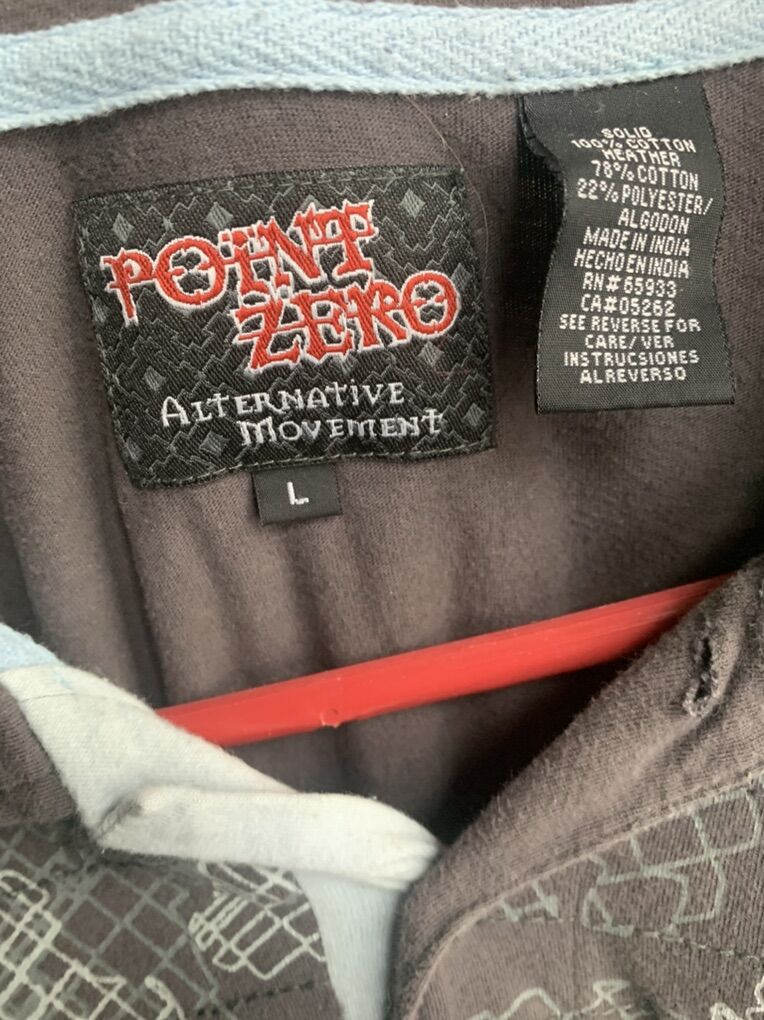 POINT
ZERO
ALTERNATIVE
MOVEMENT
L
SOLID
100% COTTON
HEATHER
78% COTTON
22% POLYESTER/
ALGODON
MADE IN INDIA
HECHO EN INDIA
RN# 65933
CA# 05262
SEE REVERSE FOR
CARE/ VER
INSTRUCSIONES
AL REVERSO